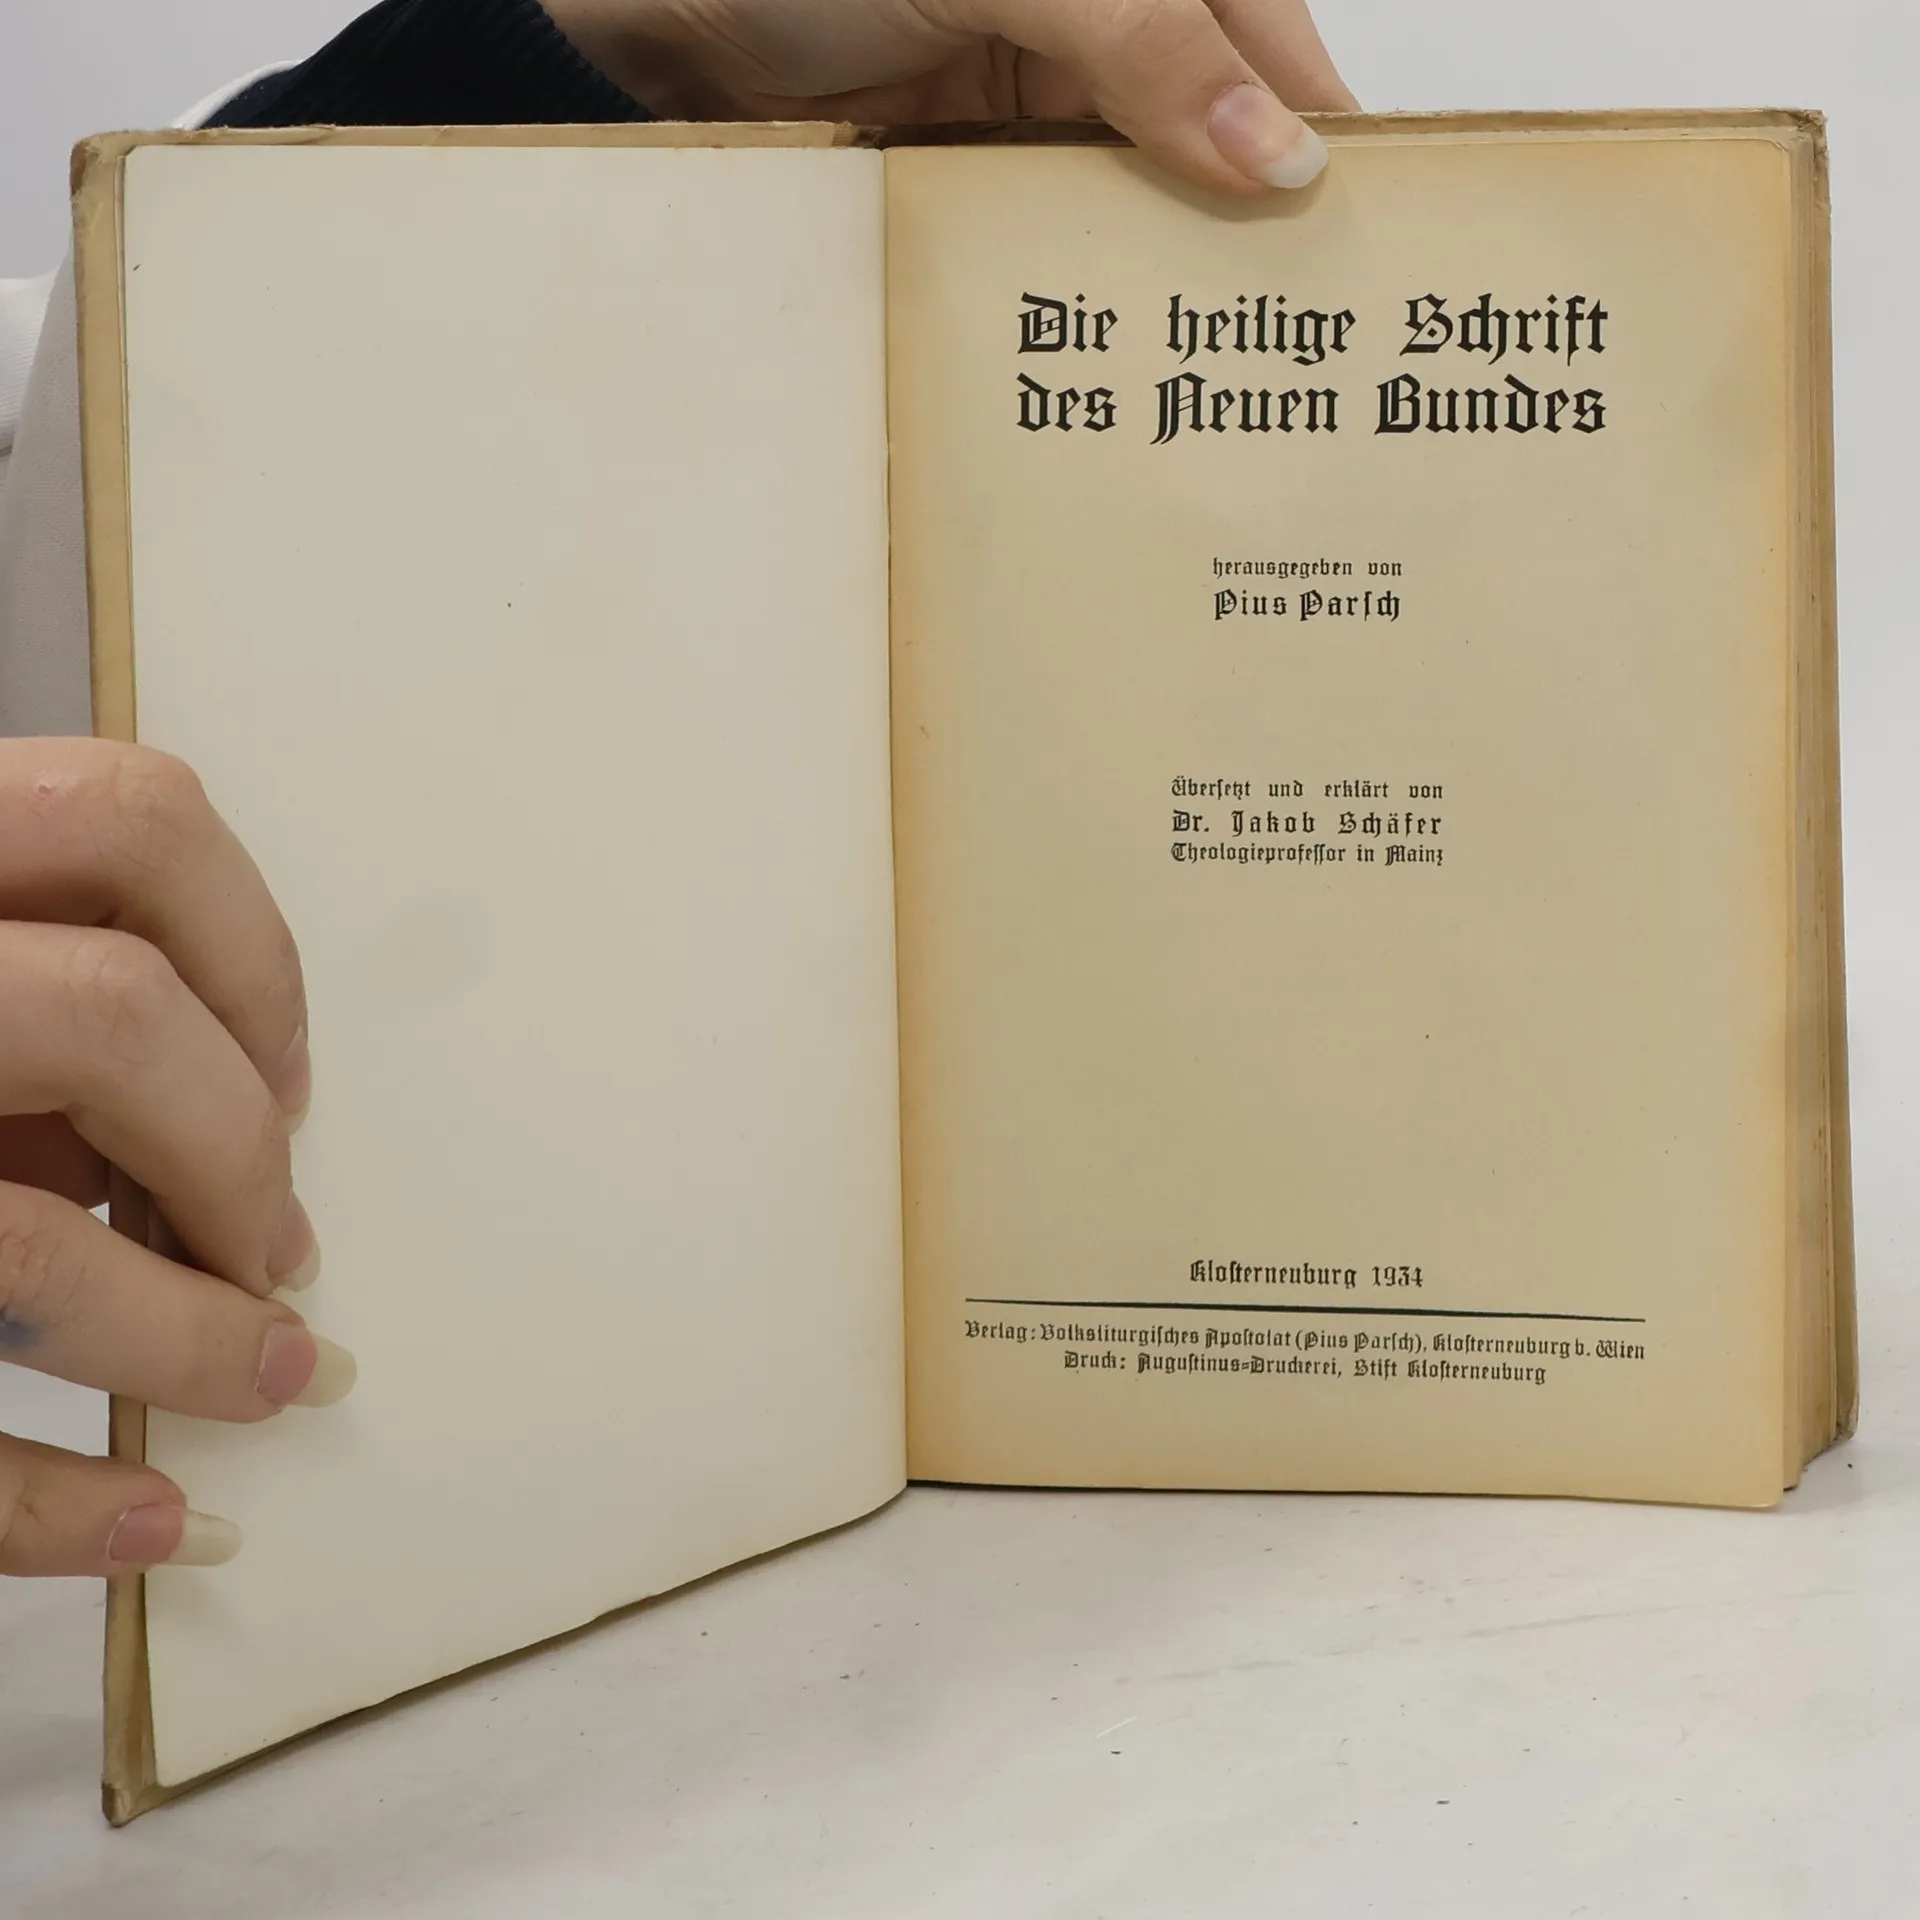 Die heilige Schrift
des Neuen Bundes
herausgegeben von
Pius Parſch
Überſetzt und erklärt von
Dr. Jakob Schäfer
Theologieprofeſſor in Mainz
Kloſterneuburg 1934
Verlag: Volksliturgiſches Apoſtolat (Pius Parſch), Kloſterneuburg b. Wien
Druck: Auguſtinus-Druckerei, Stift Kloſterneuburg